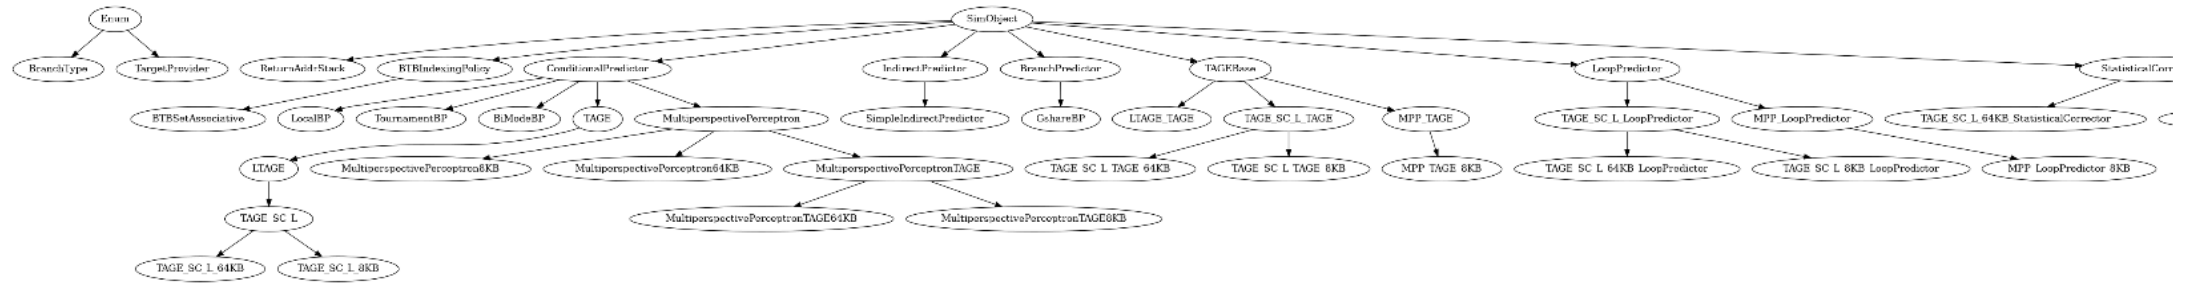 Enum
SimObject
BranchType
TargetProvider
ReturnAddrStack
BTBIndexingPolicy
ConditionalPredictor
IndirectPredictor
BranchPredictor
TAGEBase
LoopPredictor
StatisticalCorr
BTBSetAssociative
LocalBP
TournamentBP
BiModeBP
TAGE
MultiperspectivePerceptron
SimpleIndirectPredictor
GshareBP
LTAGE_TAGE
TAGE_SC_L_TAGE
MPP_TAGE
TAGE_SC_L_LoopPredictor
MPP_LoopPredictor
TAGE_SC_L_64KB_StatisticalCorrector
LTAGE
MultiperspectivePerceptron8KB
MultiperspectivePerceptron64KB
MultiperspectivePerceptronTAGE
TAGE_SC_L_TAGE_64KB
TAGE_SC_L_TAGE_8KB
MPP_TAGE_8KB
TAGE_SC_L_64KB_LoopPredictor
TAGE_SC_L_8KB_LoopPredictor
MPP_LoopPredictor_8KB
TAGE_SC_L
MultiperspectivePerceptronTAGE64KB
MultiperspectivePerceptronTAGE8KB
TAGE_SC_L_64KB
TAGE_SC_L_8KB